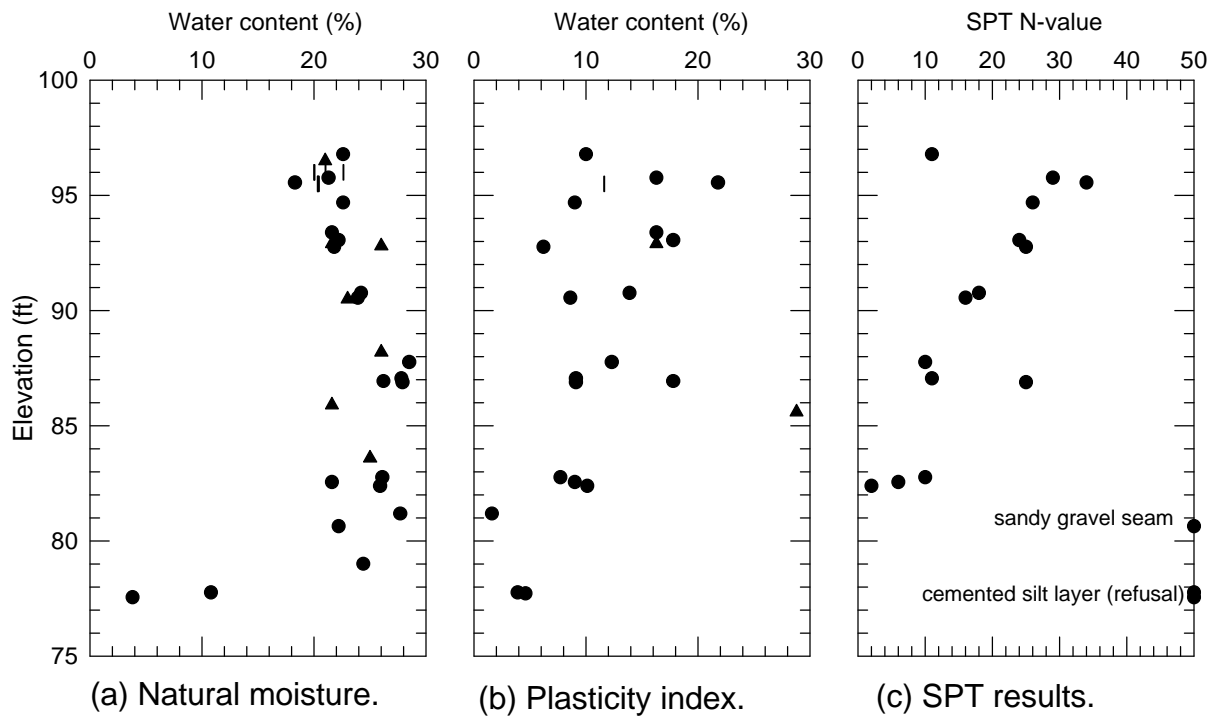 Water content (%)
Water content (%)
SPT N-value
0 10 20 30
0 10 20 30
0 10 20 30 40 50
100
95
90
85
80
75
Elevation (ft)
sandy gravel seam
cemented silt layer (refusal)
(a) Natural moisture.
(b) Plasticity index.
(c) SPT results.